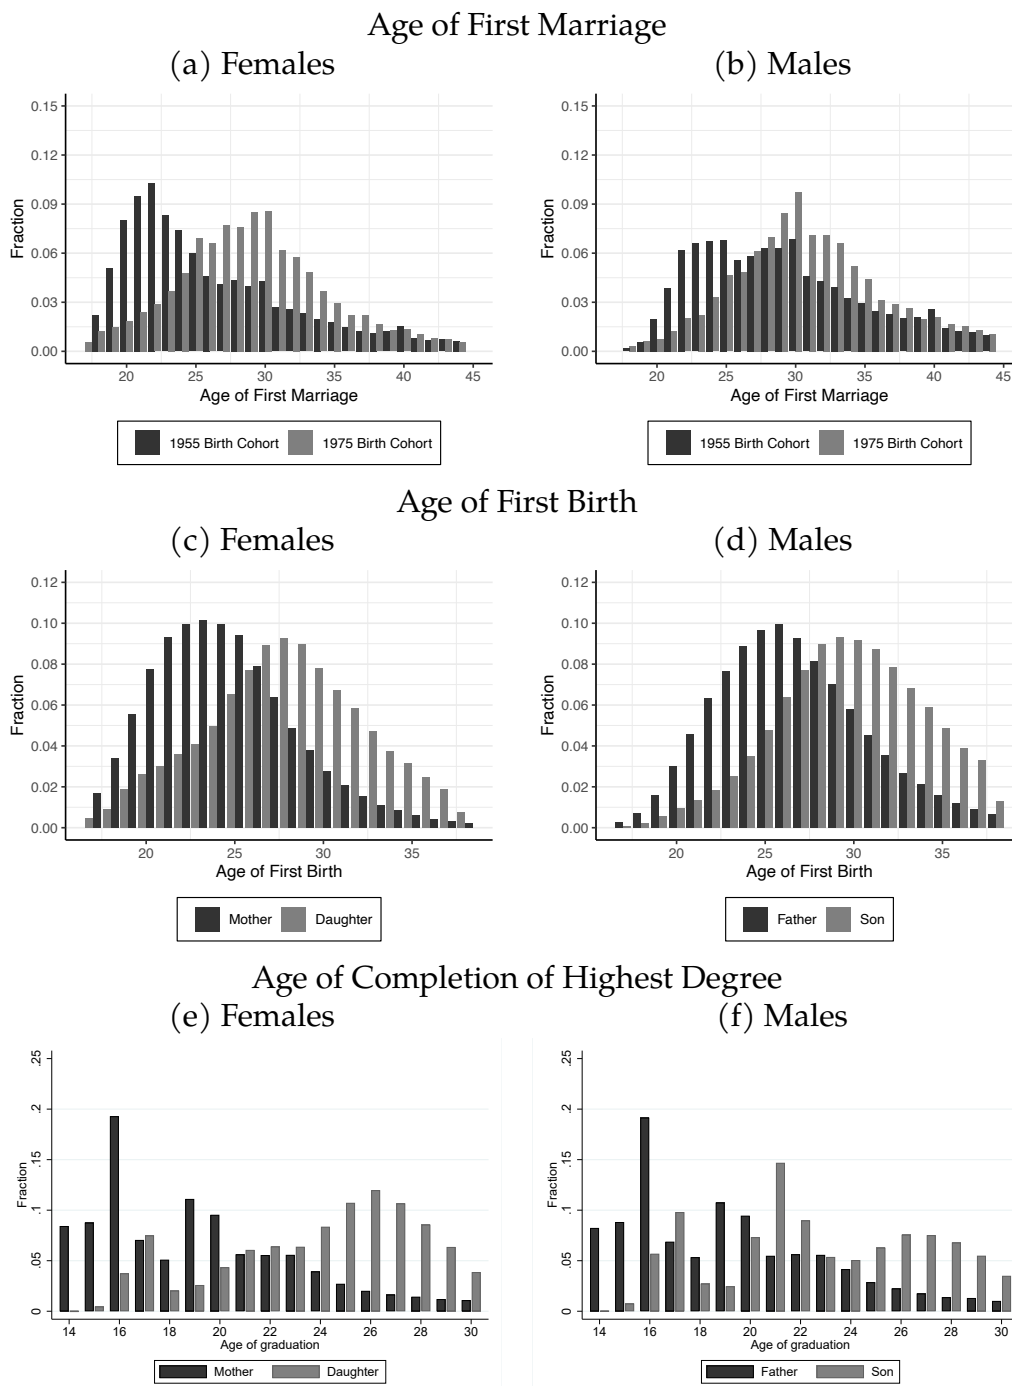 Age of First Marriage
(a) Females
(b) Males
Fraction
0.15
0.12
0.09
0.06
0.03
0.00
20 25 30 35 40 45
Age of First Marriage
1955 Birth Cohort 1975 Birth Cohort
Fraction
0.15
0.12
0.09
0.06
0.03
0.00
20 25 30 35 40 45
Age of First Marriage
1955 Birth Cohort 1975 Birth Cohort
Age of First Birth
(c) Females
(d) Males
Fraction
0.12
0.10
0.08
0.06
0.04
0.02
0.00
20 25 30 35
Age of First Birth
Mother Daughter
Fraction
0.12
0.10
0.08
0.06
0.04
0.02
0.00
20 25 30 35
Age of First Birth
Father Son
Age of Completion of Highest Degree
(e) Females
(f) Males
Fraction
.25
.2
.15
.1
.05
0
14 16 18 20 22 24 26 28 30
Age of graduation
Mother Daughter
Fraction
.25
.2
.15
.1
.05
0
14 16 18 20 22 24 26 28 30
Age of graduation
Father Son